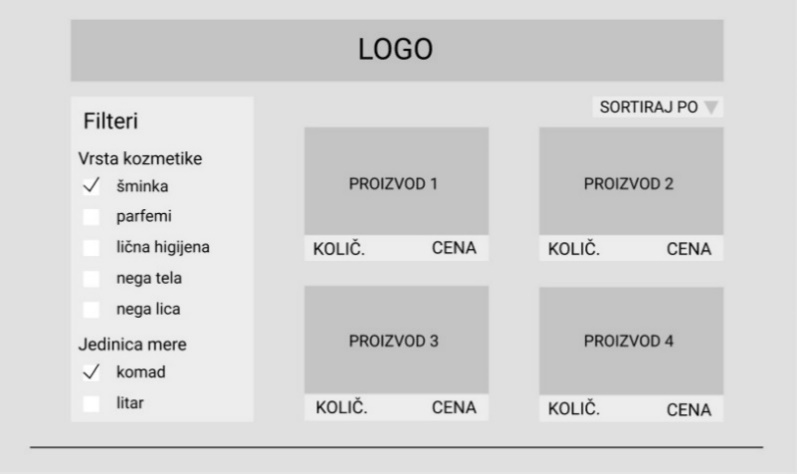 LOGO
SORTIRAJ PO
Filteri
Vrsta kozmetike
šminka
parfemi
lična higijena
nega tela
nega lica
Jedinica mere
komad
litar
PROIZVOD 1
KOLIČ. CENA
PROIZVOD 2
KOLIČ. CENA
PROIZVOD 3
KOLIČ. CENA
PROIZVOD 4
KOLIČ. CENA